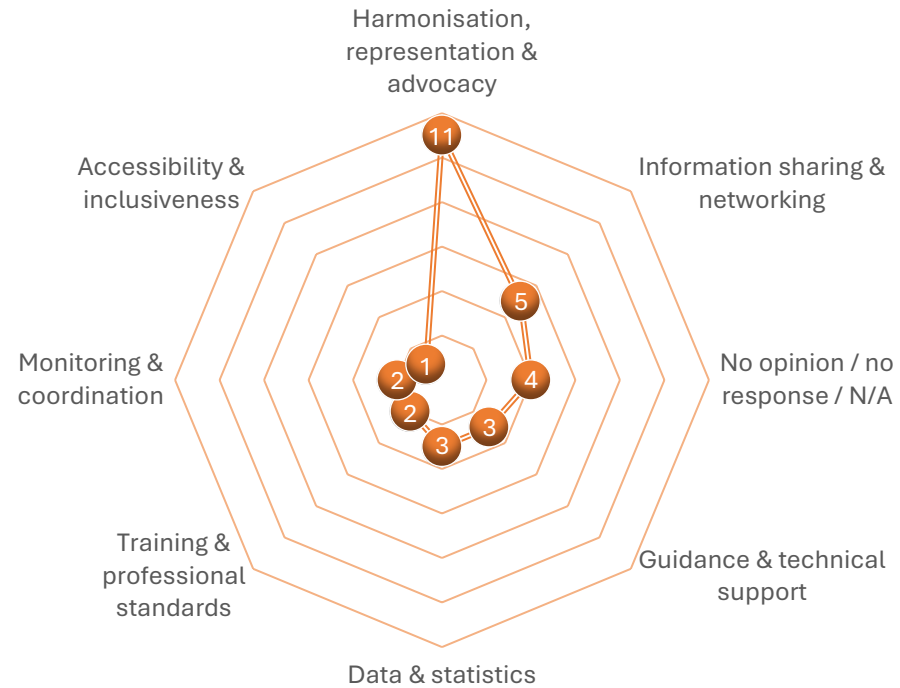 Harmonisation,
representation &
advocacy
11
Accessibility &
inclusiveness
Information sharing &
networking
5
Monitoring &
coordination
2
1
4
No opinion / no
response / N/A
2
3
3
Training &
professional
standards
Guidance & technical
support
Data & statistics